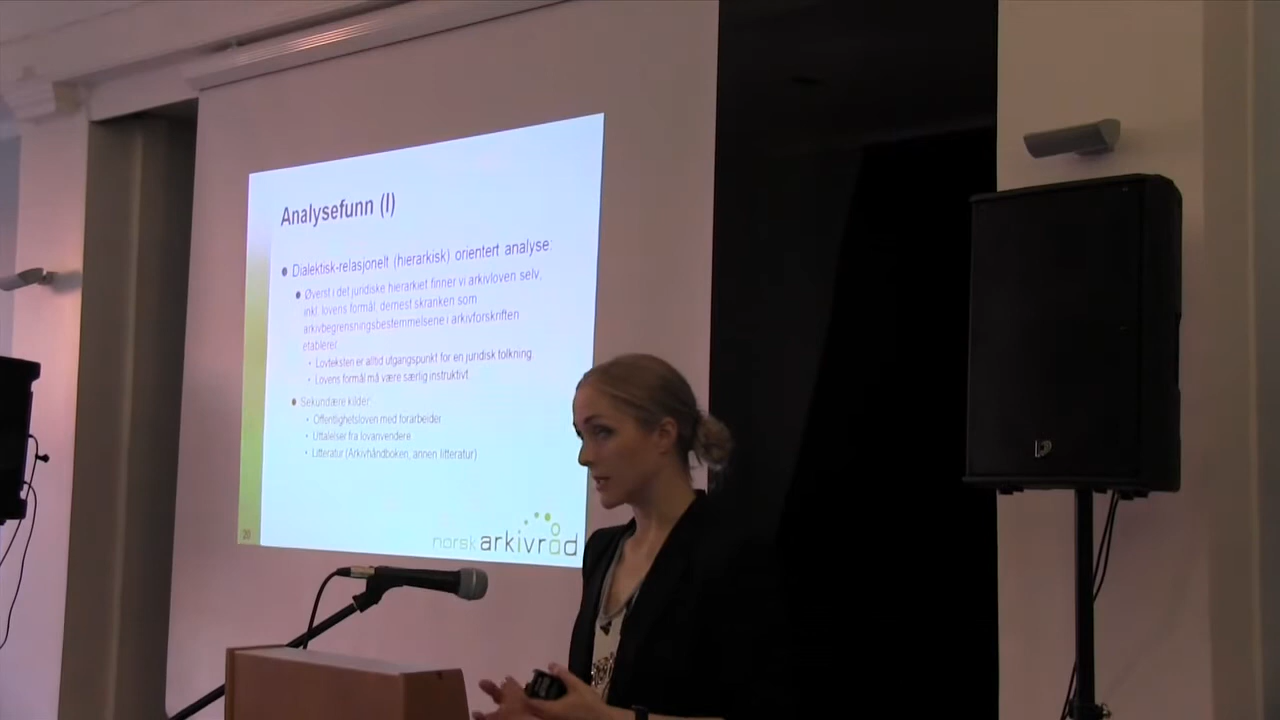 Analysefunn (I)
Dialektisk-relasjonelt (hierarkisk) orientert analyse:
Øverst i det juridiske hierarkiet finner vi arkivloven selv,
inkl. lovens formål, dernest skranken som
arkivbegrensningsbestemmelsene i arkivforskriften
etablerer.
Lovteksten er alltid utgangspunkt for en juridisk tolkning
Lovens formål må være særlig instruktivt
Sekundære kilder:
Offentlighetsloven med forarbeider
Uttalelser fra lovanvendere
Litteratur (Arkivhåndboken, annen litteratur)
20
norsk arkivråd